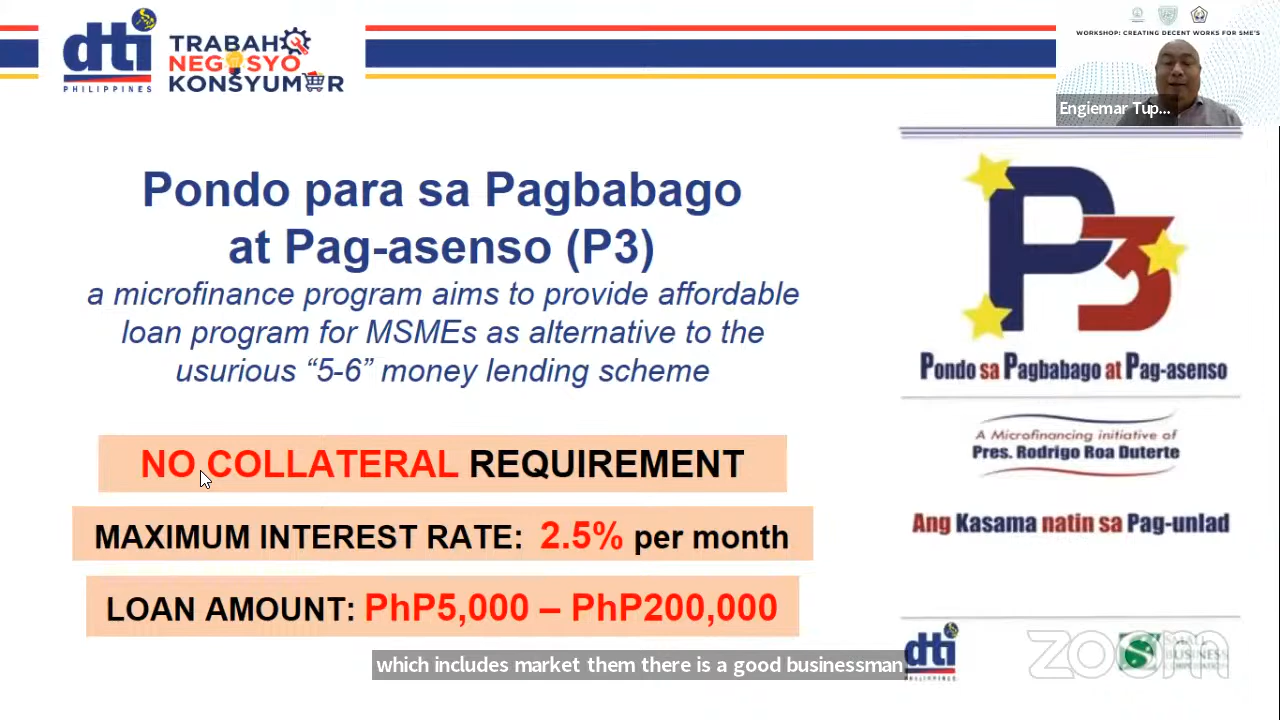 dti
PHILIPPINES
TRABAHO
NEGOSYO
KONSYUMER
WORKSHOP: CREATING DECENT WORKS FOR SME'S
Engiemar Tup...
Pondo para sa Pagbabago
at Pag-asenso (P3)
a microfinance program aims to provide affordable
loan program for MSMEs as alternative to the
usurious “5-6” money lending scheme
NO COLLATERAL REQUIREMENT
MAXIMUM INTEREST RATE: 2.5% per month
LOAN AMOUNT: PhP5,000 – PhP200,000
P3
Pondo sa Pagbabago at Pag-asenso
A Microfinancing initiative of
Pres. Rodrigo Roa Duterte
Ang Kasama natin sa Pag-unlad
dti
PHILIPPINES
zoom
SMALL
BUSINESS
CORPORATION
which includes market them there is a good businessman